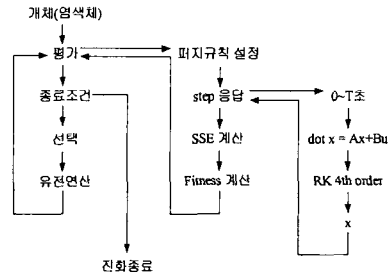 개체(염색체)
평가
종료조건
선택
유전연산
진화종료
퍼지규칙 설정
step 응답
SSE 계산
Fitness 계산
0~T초
dot x = Ax+Bu
RK 4th order
x